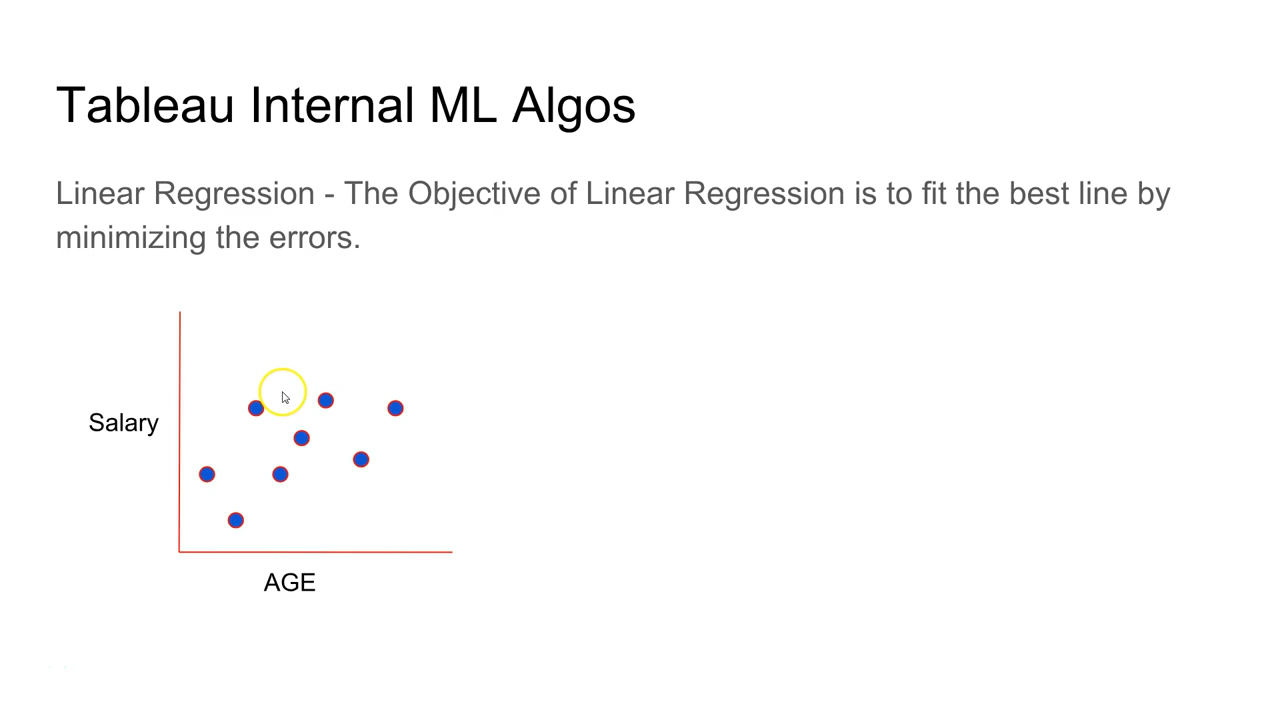 Tableau Internal ML Algos
Linear Regression - The Objective of Linear Regression is to fit the best line by
minimizing the errors.
Salary
AGE